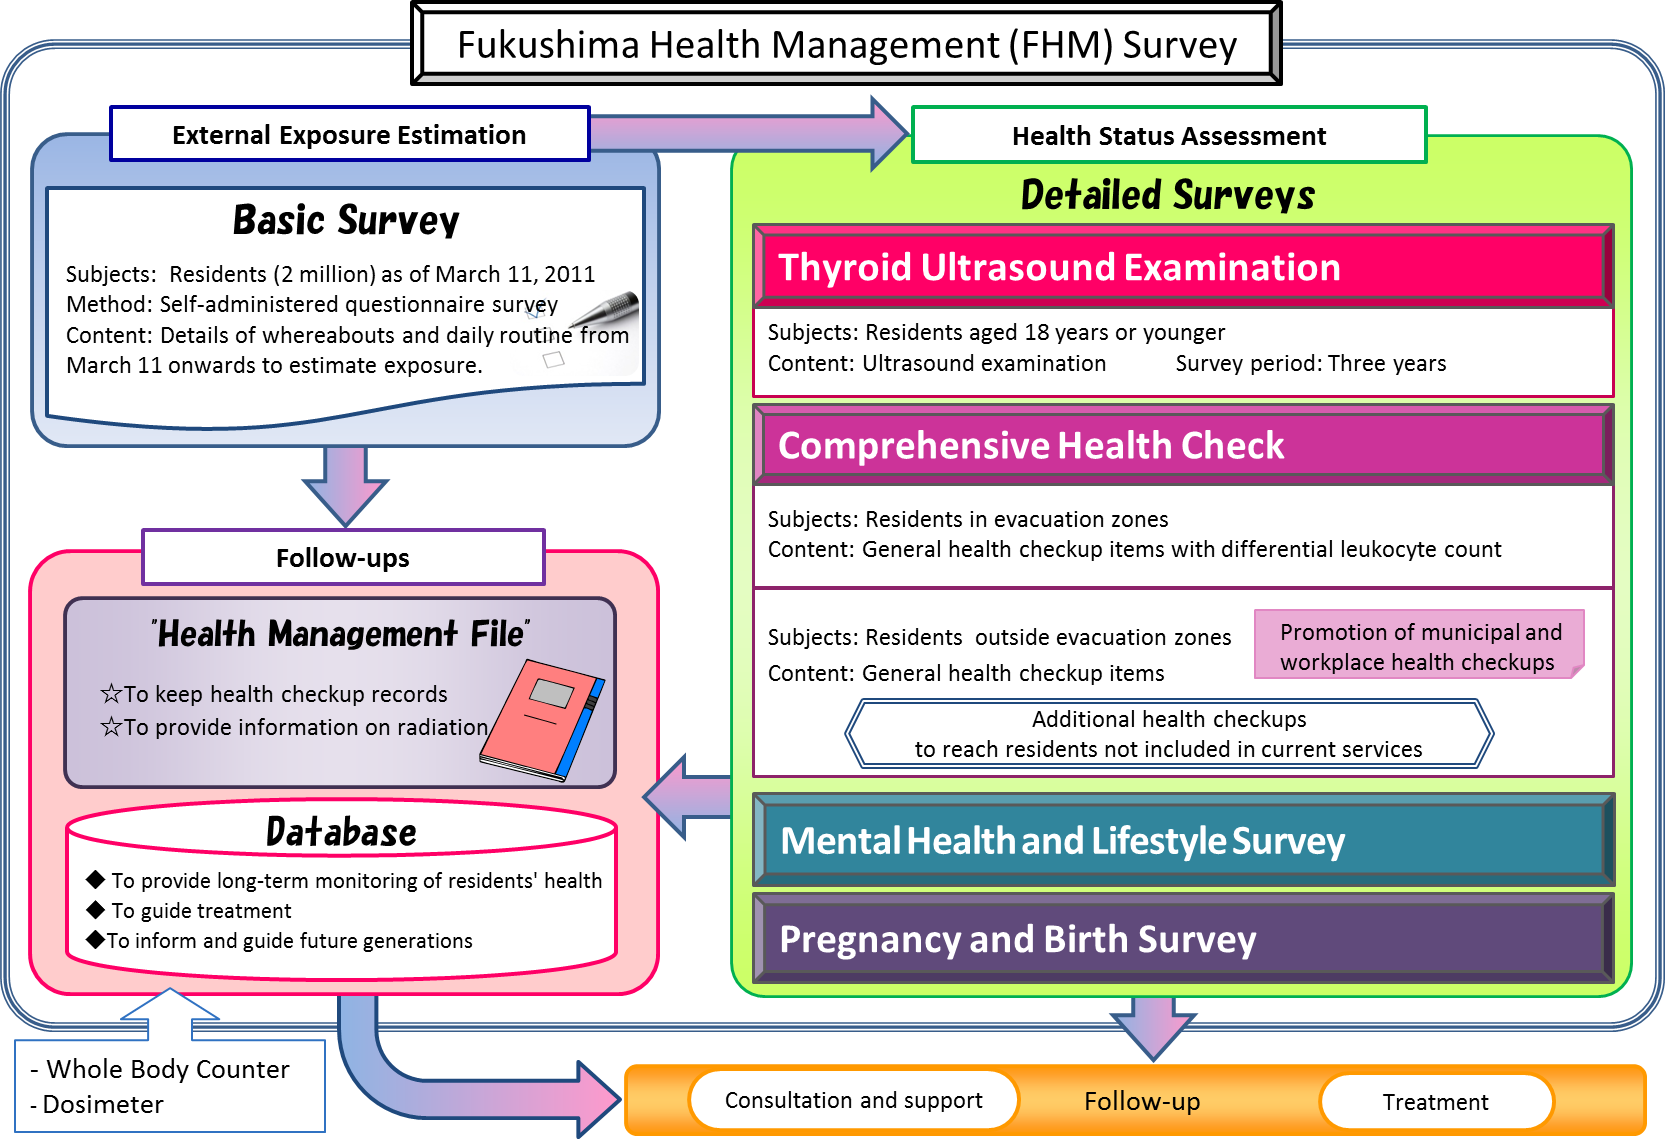 Fukushima Health Management (FHM) Survey
External Exposure Estimation
Basic Survey
Subjects: Residents (2 million) as of March 11, 2011
Method: Self-administered questionnaire survey
Content: Details of whereabouts and daily routine from
March 11 onwards to estimate exposure.
Follow-ups
"Health Management File"
☆To keep health checkup records
☆To provide information on radiation
Database
◆ To provide long-term monitoring of residents' health
◆ To guide treatment
◆To inform and guide future generations
- Whole Body Counter
- Dosimeter
Health Status Assessment
Detailed Surveys
Thyroid Ultrasound Examination
Subjects: Residents aged 18 years or younger
Content: Ultrasound examination Survey period: Three years
Comprehensive Health Check
Subjects: Residents in evacuation zones
Content: General health checkup items with differential leukocyte count
Subjects: Residents outside evacuation zones
Content: General health checkup items
Promotion of municipal and
workplace health checkups
Additional health checkups
to reach residents not included in current services
Mental Health and Lifestyle Survey
Pregnancy and Birth Survey
Consultation and support
Follow-up
Treatment